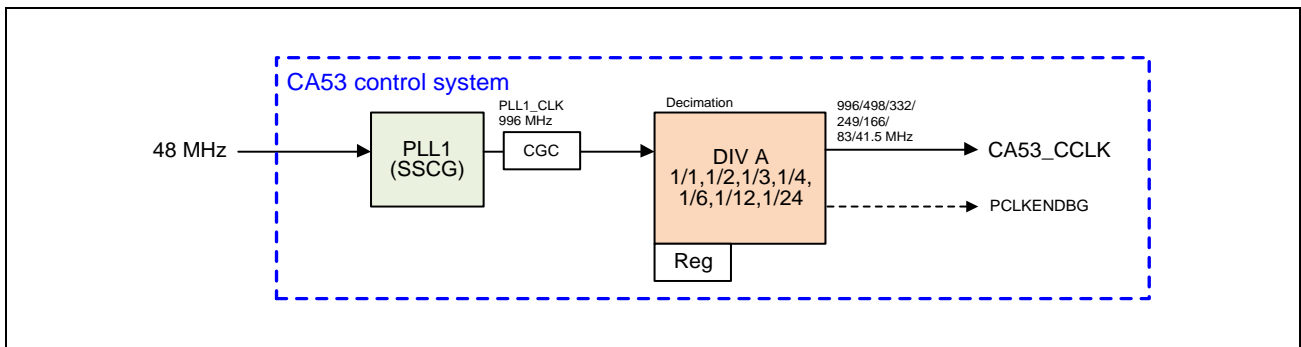 CA53 control system
48 MHz
PLL1
(SSCG)
PLL1_CLK
996 MHz
CGC
Decimation
DIV A
1/1,1/2,1/3,1/4,
1/6,1/12,1/24
Reg
996/498/332/
249/166/
83/41.5 MHz
CA53_CCLK
PCLKENDBG